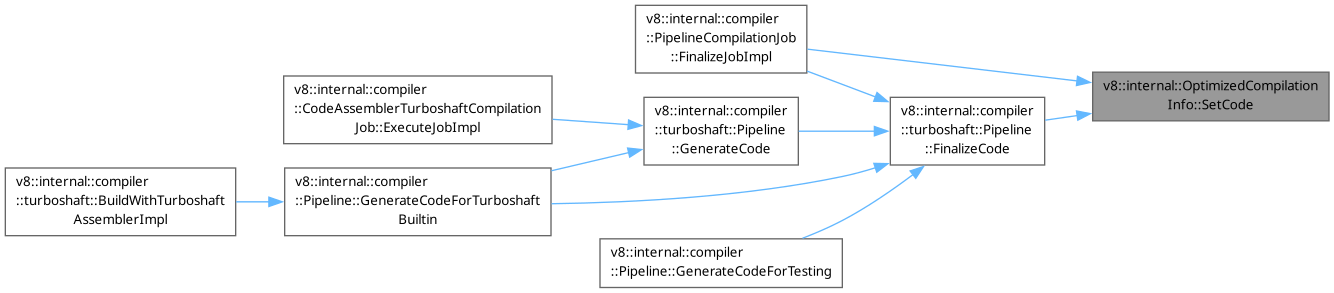 v8::internal::compiler
::PipelineCompilationJob
::FinalizeJobImpl
v8::internal::OptimizedCompilation
Info::SetCode
v8::internal::compiler
::CodeAssemblerTurboshaftCompilation
Job::ExecuteJobImpl
v8::internal::compiler
::turboshaft::Pipeline
::GenerateCode
v8::internal::compiler
::turboshaft::Pipeline
::FinalizeCode
v8::internal::compiler
::turboshaft::BuildWithTurboshaft
AssemblerImpl
v8::internal::compiler
::Pipeline::GenerateCodeForTurboshaft
Builtin
v8::internal::compiler
::Pipeline::GenerateCodeForTesting